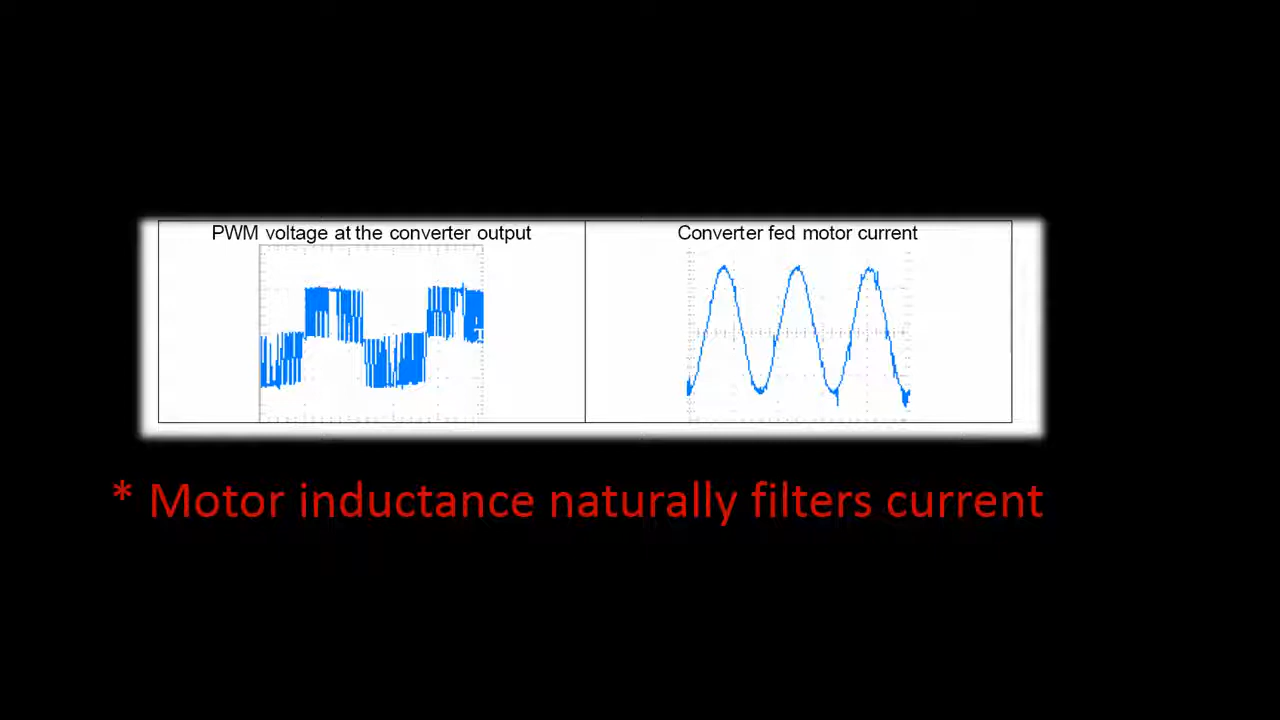 PWM voltage at the converter output
Converter fed motor current
* Motor inductance naturally filters current